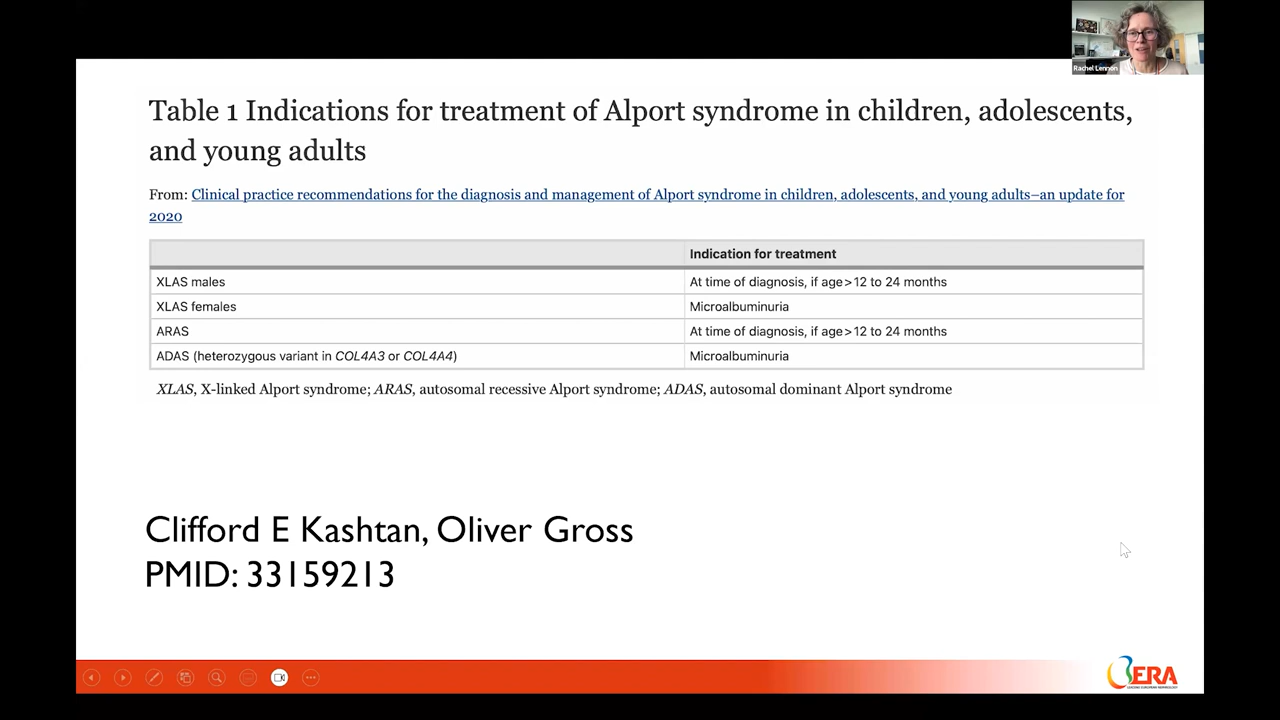 Rachel Lennon
Table 1 Indications for treatment of Alport syndrome in children, adolescents,
and young adults
From: Clinical practice recommendations for the diagnosis and management of Alport syndrome in children, adolescents, and young adults–an update for
2020
Indication for treatment
XLAS males At time of diagnosis, if age>12 to 24 months
XLAS females Microalbuminuria
ARAS At time of diagnosis, if age>12 to 24 months
ADAS (heterozygous variant in COL4A3 or COL4A4) Microalbuminuria
XLAS, X-linked Alport syndrome; ARAS, autosomal recessive Alport syndrome; ADAS, autosomal dominant Alport syndrome
Clifford E Kashtan, Oliver Gross
PMID: 33159213
ERA